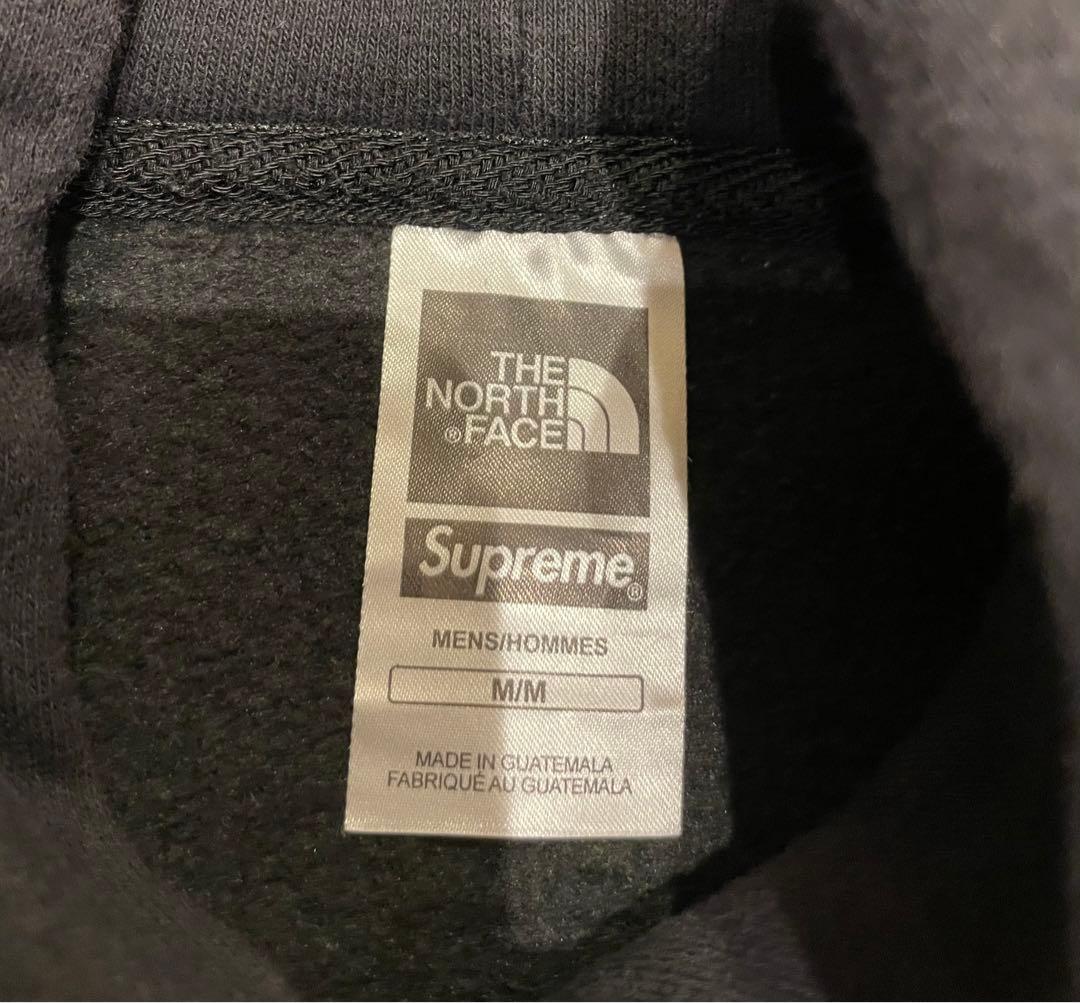 THE
NORTH
®FACE
Supreme®
MENS/HOMMES
M/M
MADE IN GUATEMALA
FABRIQUÉ AU GUATEMALA